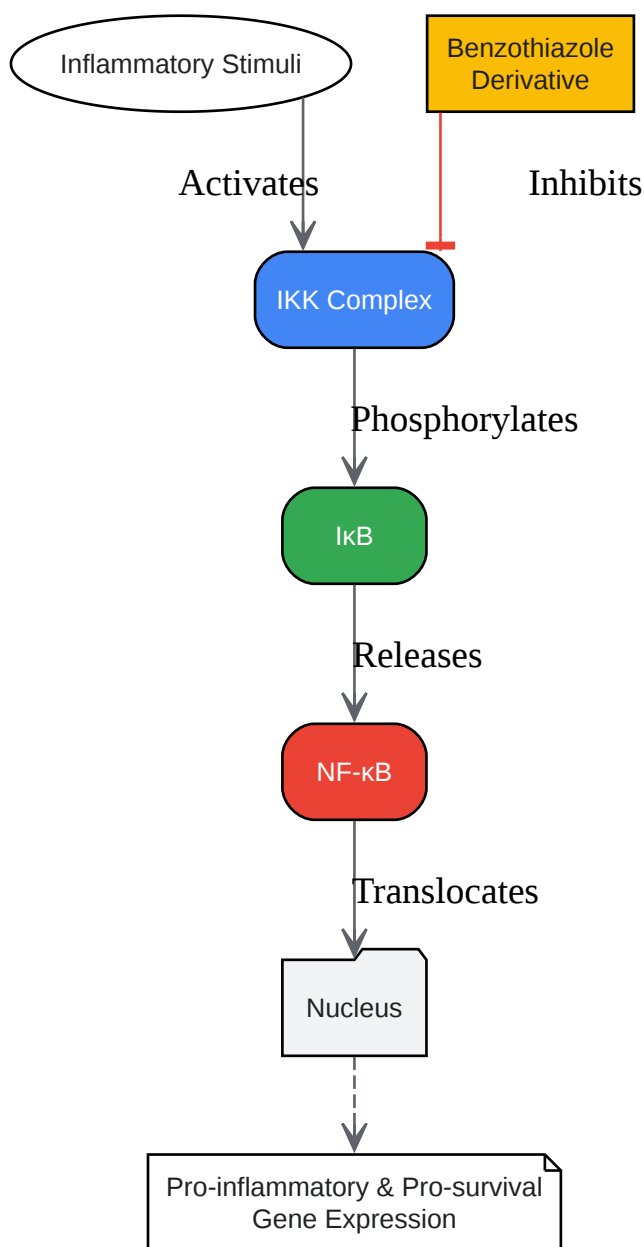 Inflammatory Stimuli
Benzothiazole
Derivative
Activates
Inhibits
IKK Complex
Phosphorylates
IκB
Releases
NF-κB
Translocates
Nucleus
Pro-inflammatory & Pro-survival
Gene Expression